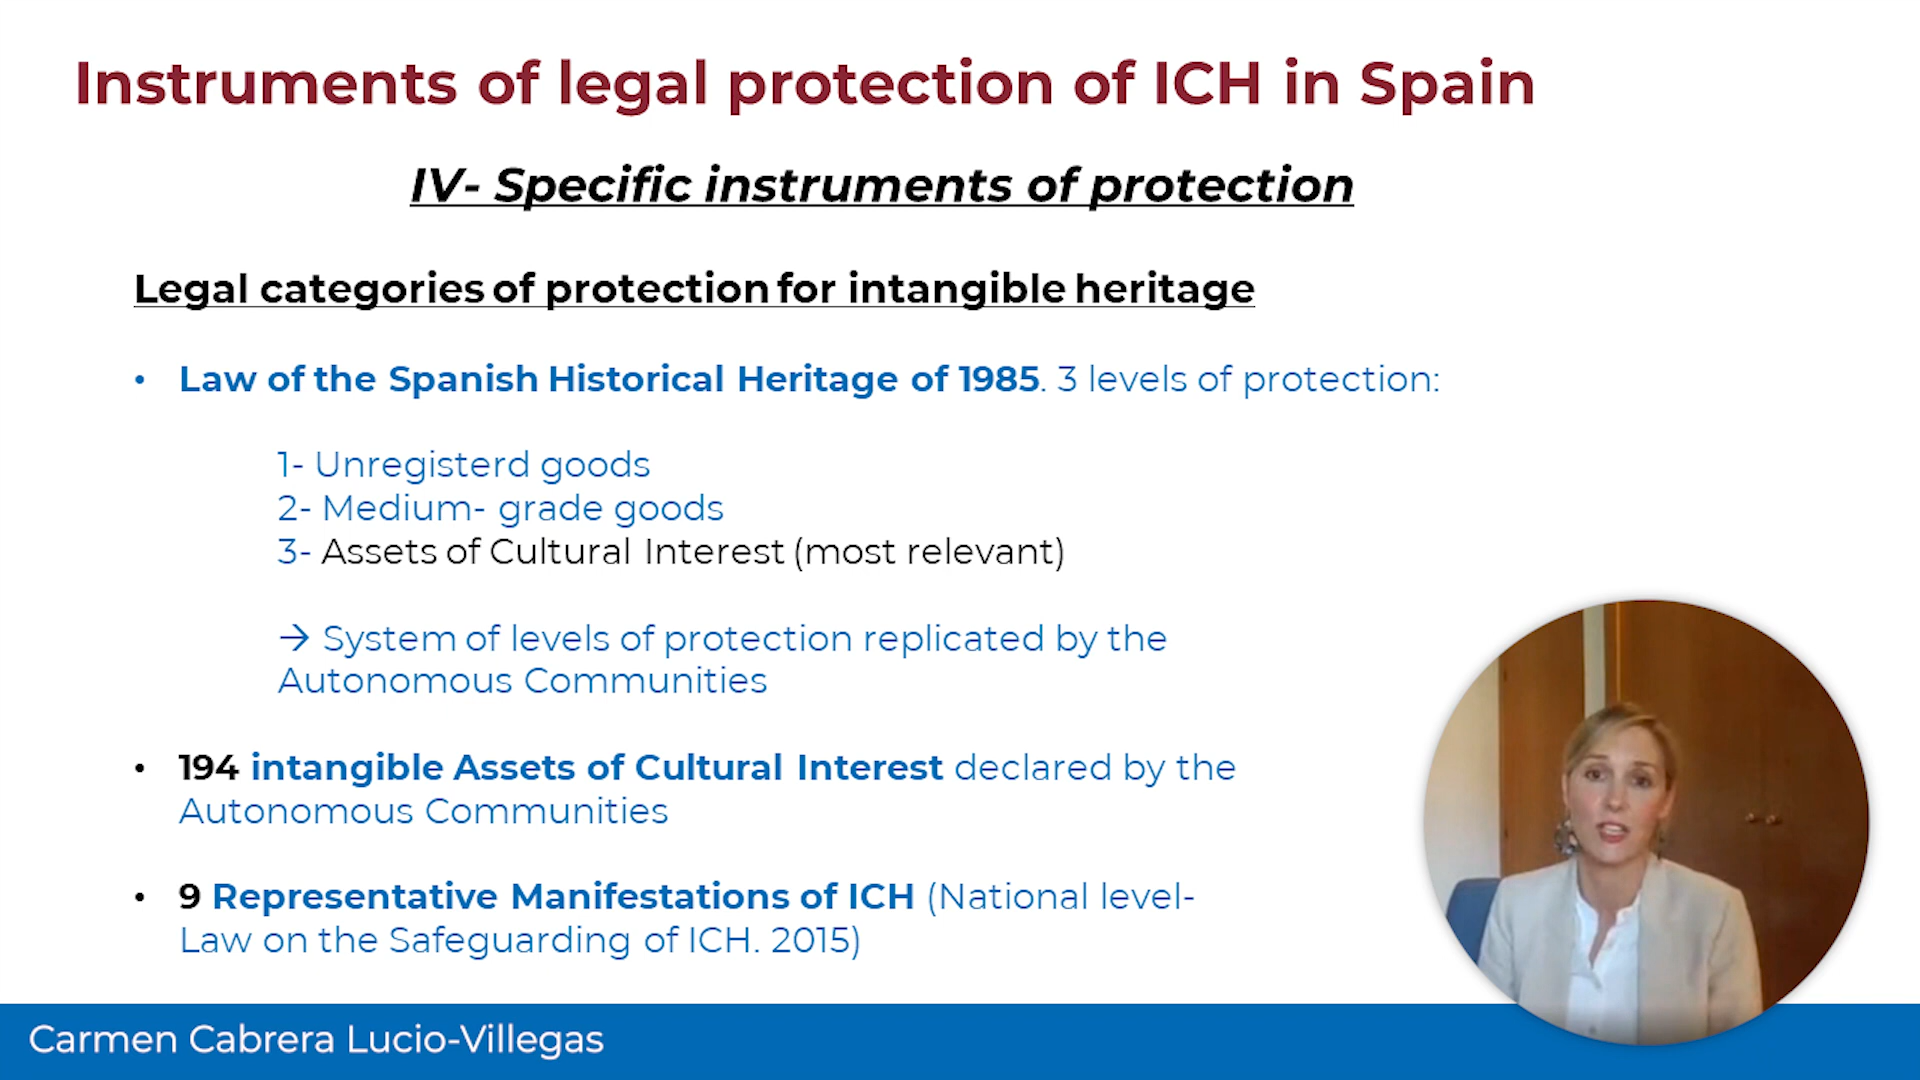 Instruments of legal protection of ICH in Spain
IV- Specific instruments of protection
Legal categories of protection for intangible heritage
• Law of the Spanish Historical Heritage of 1985. 3 levels of protection:
1- Unregisterd goods
2- Medium- grade goods
3- Assets of Cultural Interest (most relevant)
→ System of levels of protection replicated by the
Autonomous Communities
• 194 intangible Assets of Cultural Interest declared by the
Autonomous Communities
• 9 Representative Manifestations of ICH (National level-
Law on the Safeguarding of ICH. 2015)
Carmen Cabrera Lucio-Villegas